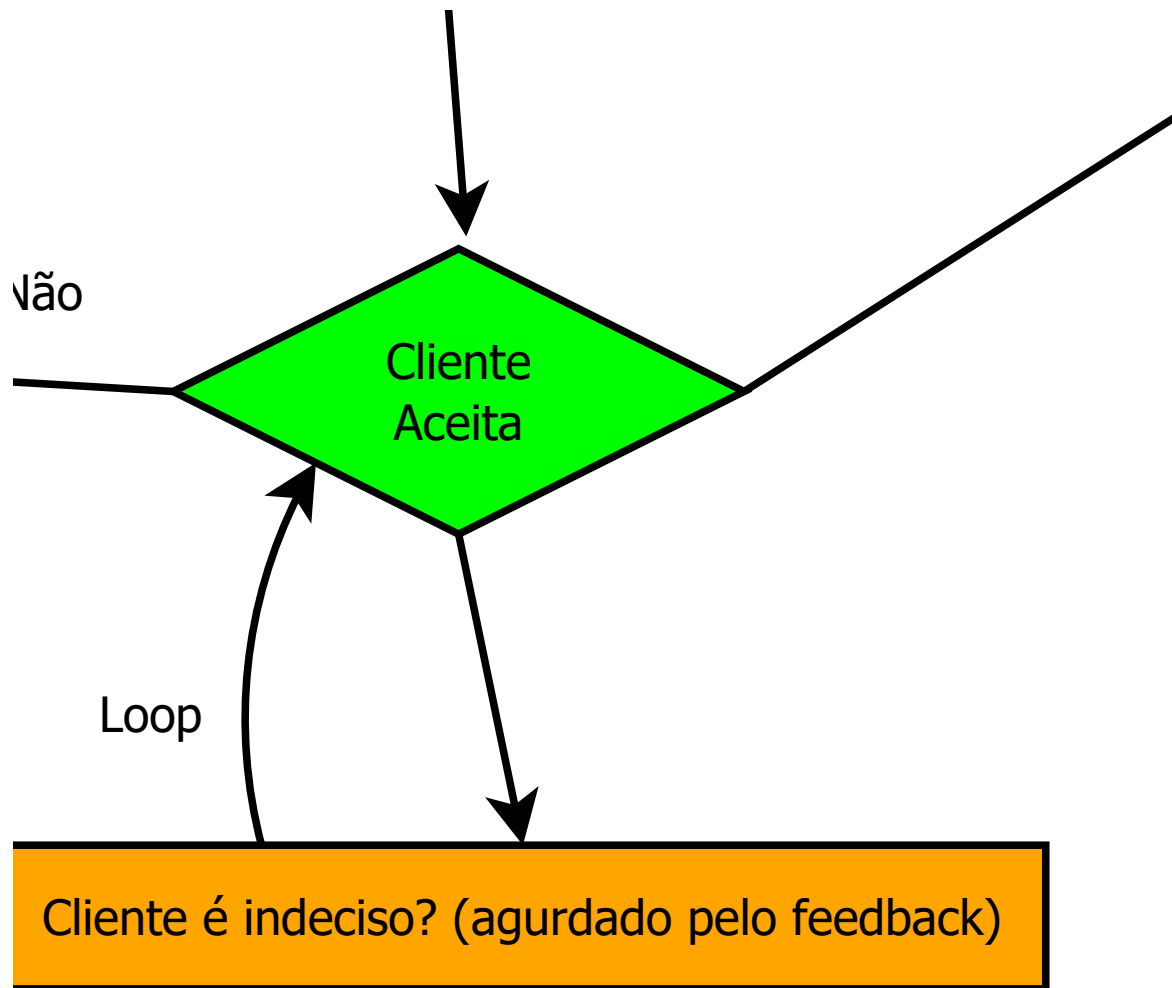 Não
Cliente
Aceita
Loop
Cliente é indeciso? (agurdado pelo feedback)